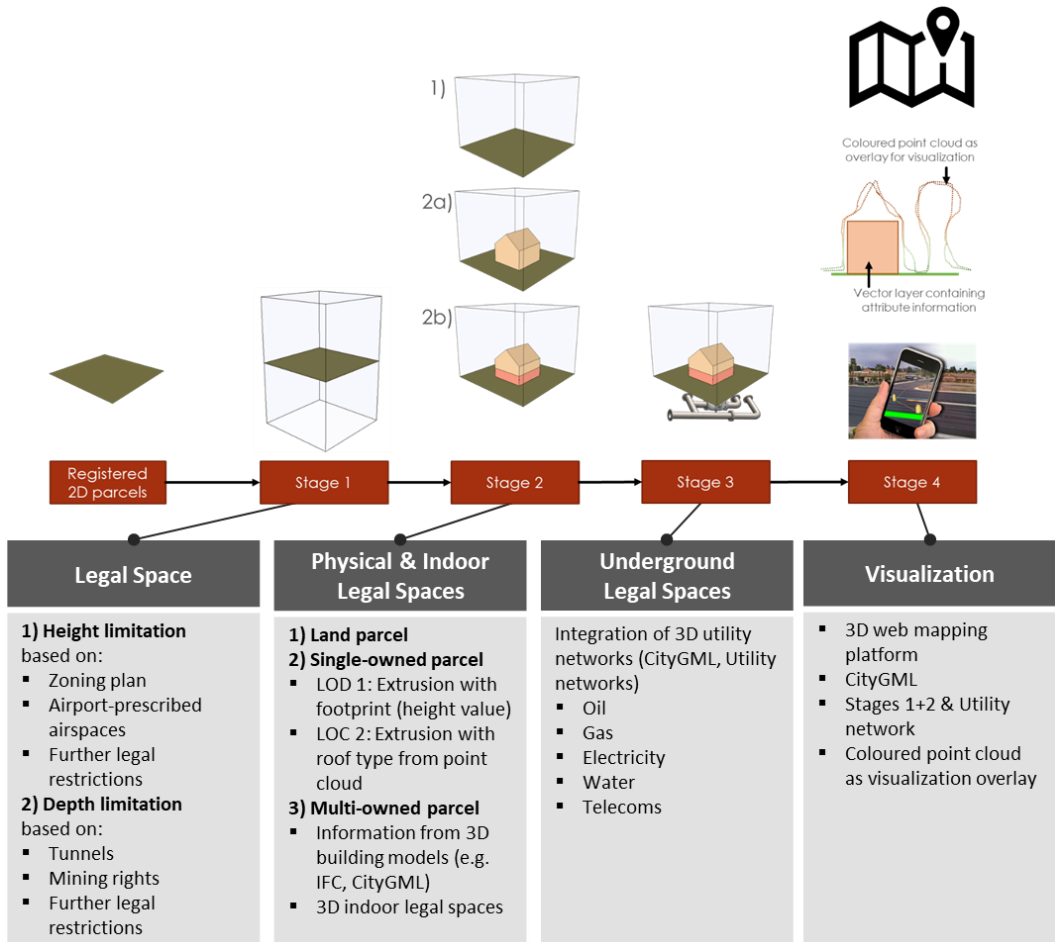 1)
2a)
2b)
Coloured point cloud as
overlay for visualization
Vector layer containing
attribute information
Registered
2D parcels
Stage 1
Stage 2
Stage 3
Stage 4
Legal Space
1) Height limitation
based on:
▪ Zoning plan
▪ Airport-prescribed
airspaces
▪ Further legal
restrictions
2) Depth limitation
based on:
▪ Tunnels
▪ Mining rights
▪ Further legal
restrictions
Physical & Indoor
Legal Spaces
1) Land parcel
2) Single-owned parcel
▪ LOD 1: Extrusion with
footprint (height value)
▪ LOC 2: Extrusion with
roof type from point
cloud
3) Multi-owned parcel
▪ Information from 3D
building models (e.g.
IFC, CityGML)
▪ 3D indoor legal spaces
Underground
Legal Spaces
Integration of 3D utility
networks (CityGML, Utility
networks)
▪ Oil
▪ Gas
▪ Electricity
▪ Water
▪ Telecoms
Visualization
▪ 3D web mapping
platform
▪ CityGML
▪ Stages 1+2 & Utility
network
▪ Coloured point cloud
as visualization overlay